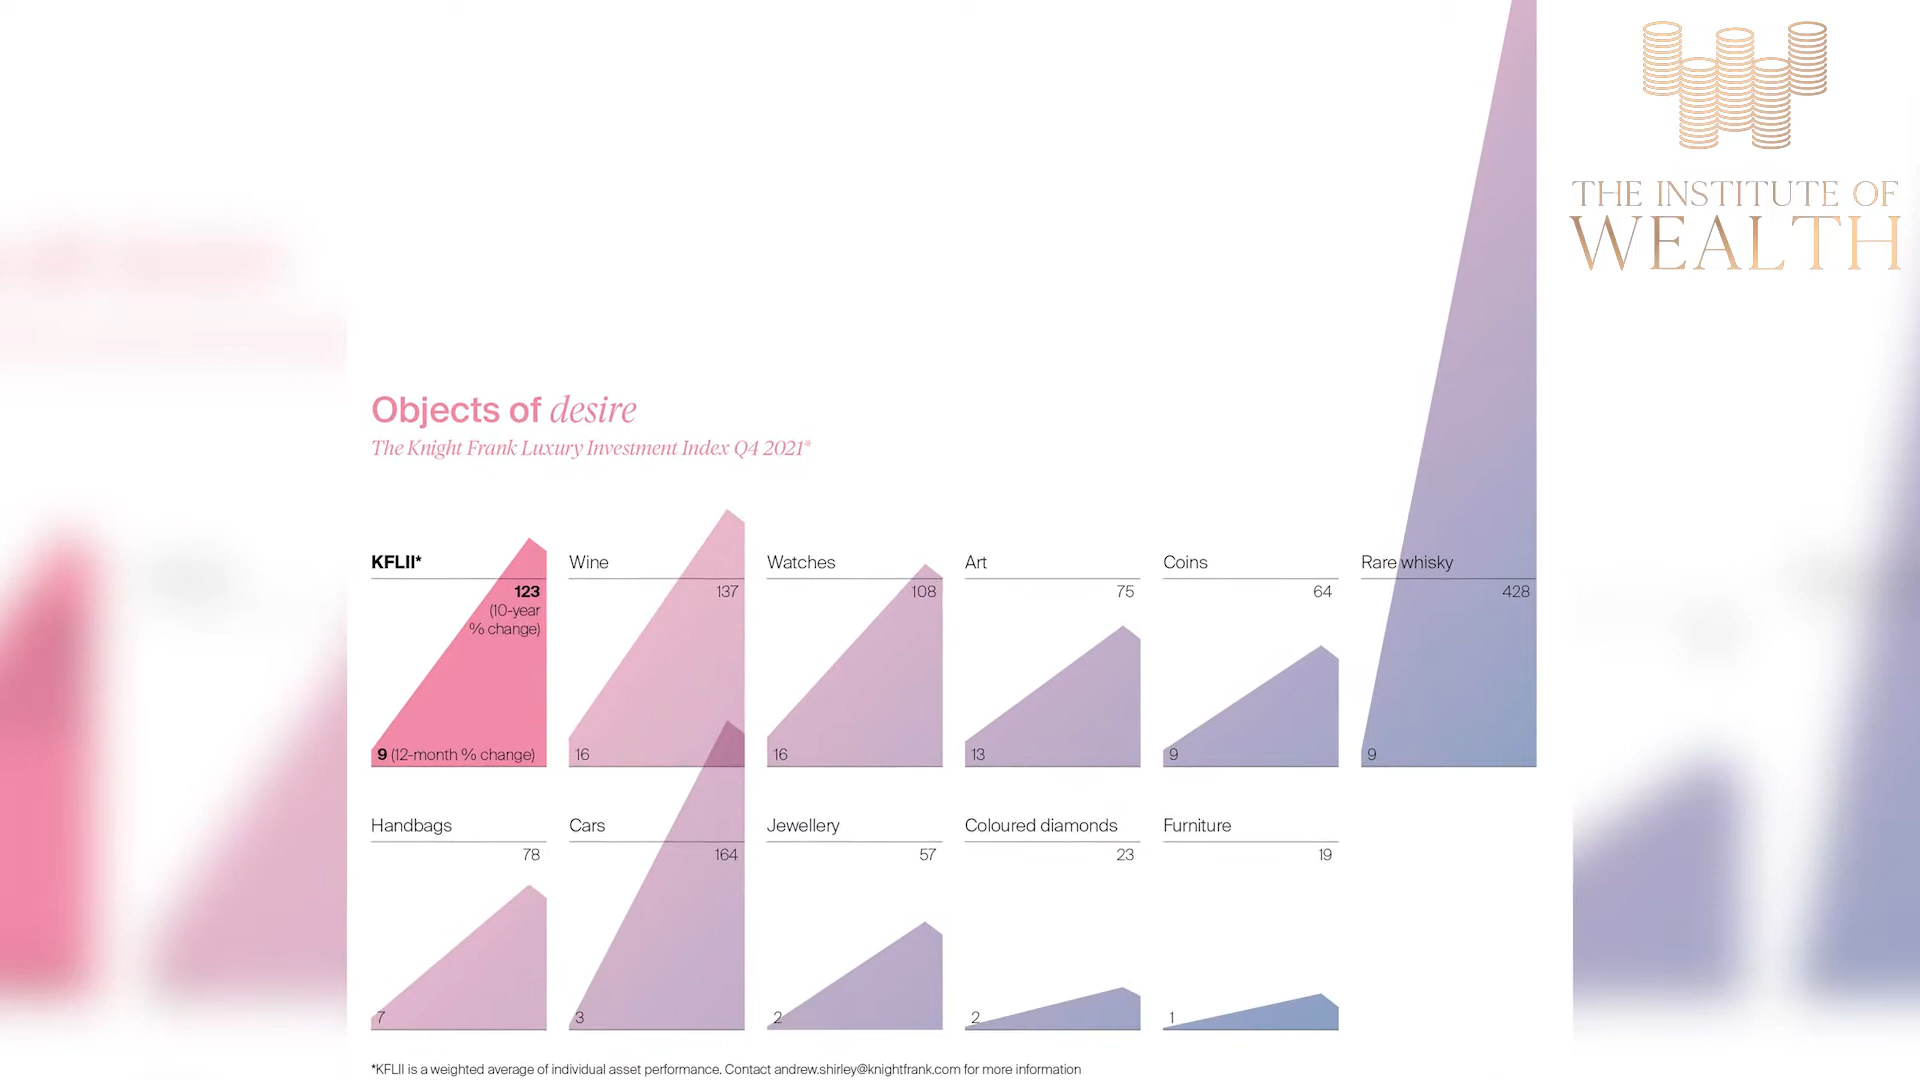 THE INSTITUTE OF
WEALTH
Objects of desire
The Knight Frank Luxury Investment Index Q4 2021*
KFLII*
123
(10-year
% change)
9 (12-month % change)
Wine
137
16
Watches
108
16
Art
75
13
Coins
64
9
Rare whisky
428
9
Handbags
78
7
Cars
164
3
Jewellery
57
2
Coloured diamonds
23
2
Furniture
19
1
*KFLII is a weighted average of individual asset performance. Contact andrew.shirley@knightfrank.com for more information